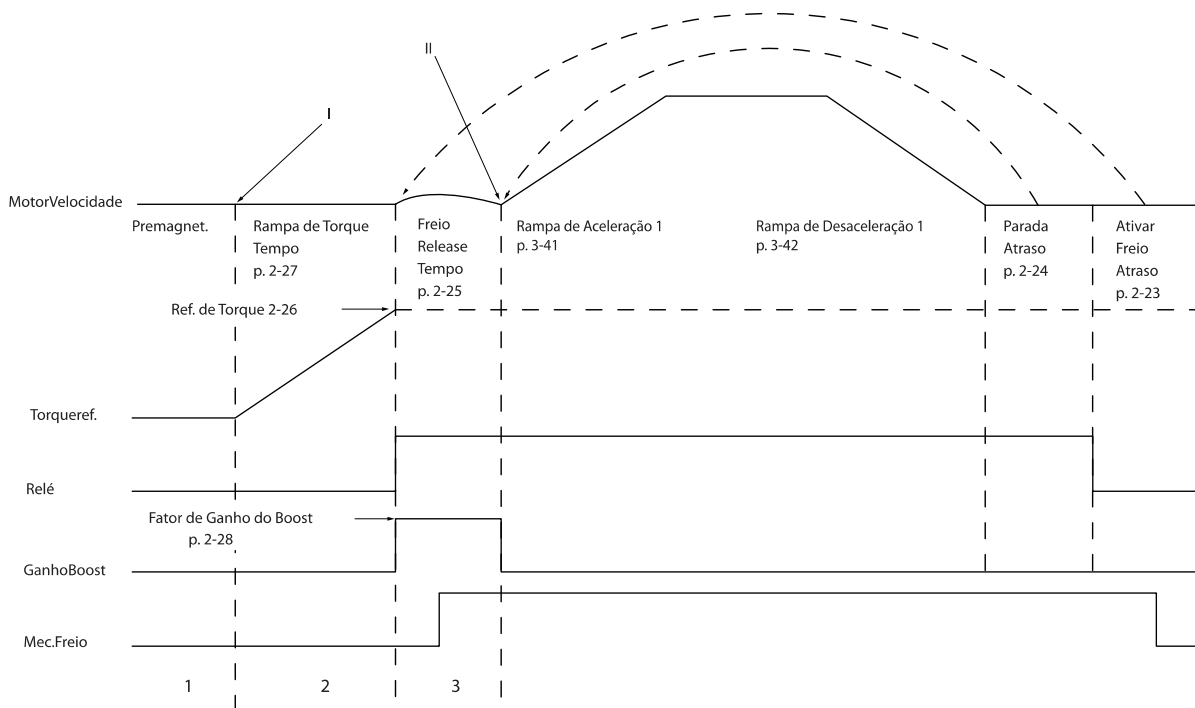 II
I
MotorVelocidade
Premagnet.
Rampa de Torque
Tempo
p. 2-27
Freio
Release
Tempo
p. 2-25
Rampa de Aceleração 1
p. 3-41
Rampa de Desaceleração 1
p. 3-42
Parada
Atraso
p. 2-24
Ativar
Freio
Atraso
p. 2-23
Ref. de Torque 2-26
Torqueref.
Relé
Fator de Ganho do Boost
p. 2-28
GanhoBoost
Mec.Freio
1
2
3